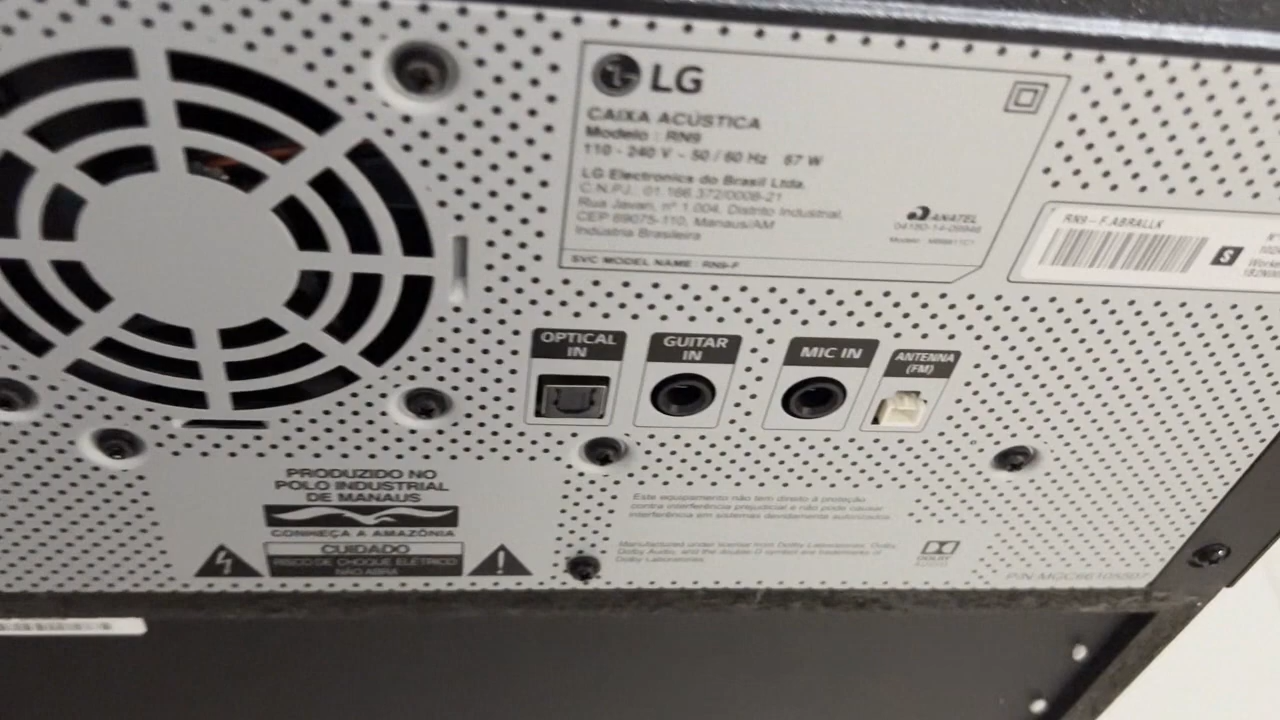 LG
CAIXA ACÚSTICA
Modelo : RN9
110 - 240 V ~ 50 / 60 Hz 67 W
LG Electronics do Brasil Ltda.
C.N.P.J.: 01.166.372/0008-21
Rua Javari, nº 1.004, Distrito Industrial,
CEP 69075-110, Manaus/AM
Indústria Brasileira
ANATEL
SVC MODEL NAME : RN9-F
RN9-F.ABRALLK
S
OPTICAL
IN
GUITAR
IN
MIC IN
ANTENNA
(FM)
PRODUZIDO NO
POLO INDUSTRIAL
DE MANAUS
CONHEÇA A AMAZÔNIA
CUIDADO
RISCO DE CHOQUE ELÉTRICO
NÃO ABRA
Este equipamento não tem direito à proteção
contra interferência prejudicial e não pode causar
interferência em sistemas devidamente autorizados.
Manufactured under license from Dolby Laboratories. Dolby,
Dolby Audio, and the double-D symbol are trademarks of
Dolby Laboratories.
DOLBY